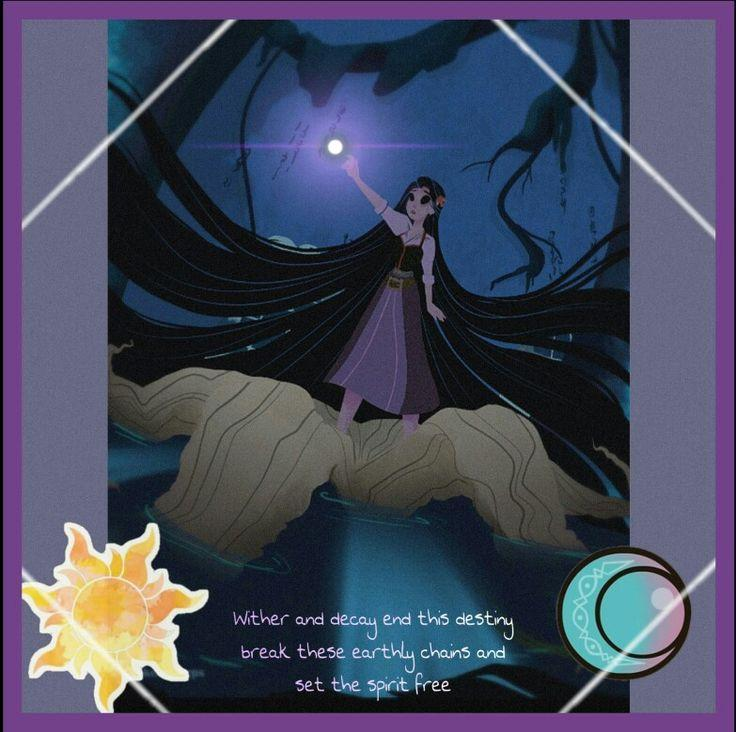 Wither and decay end this destiny
break these earthly chains and
set the spirit free